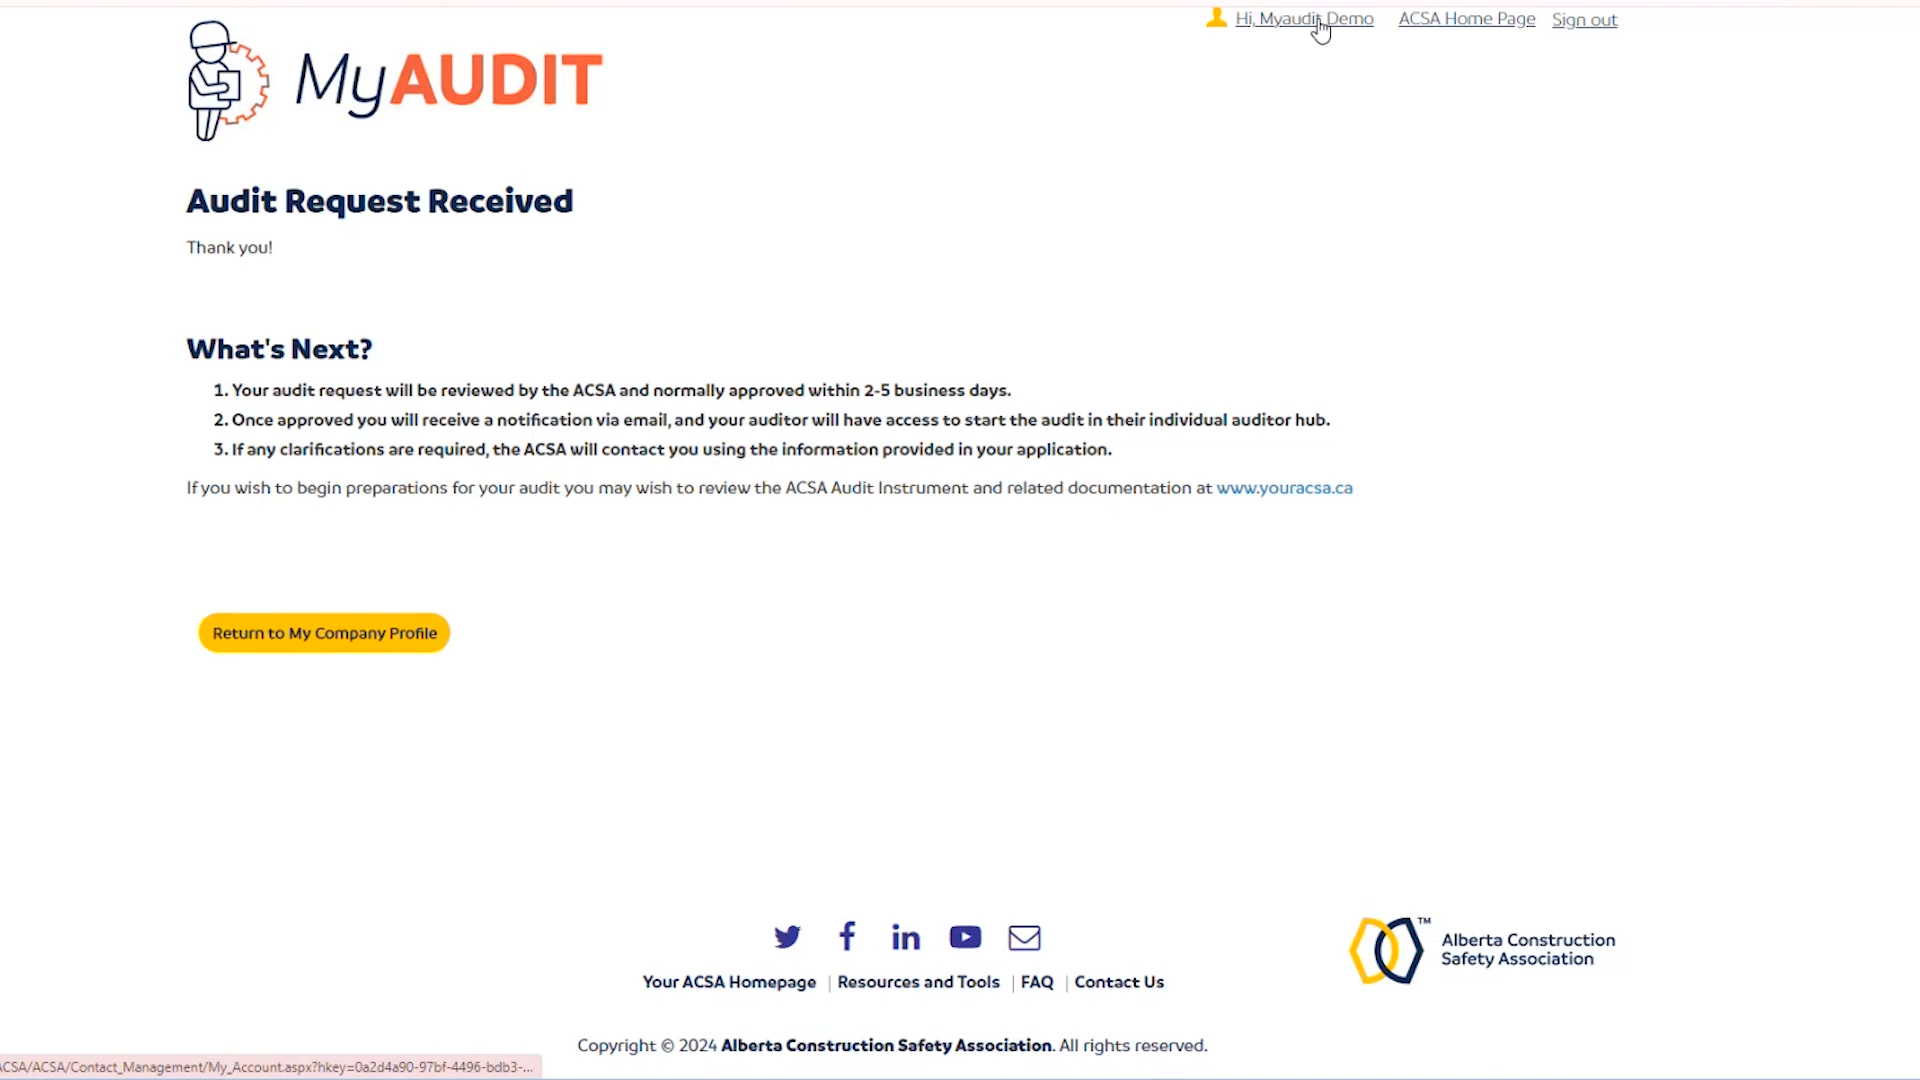 Hi, Myaudit Demo ACSA Home Page Sign out
MyAUDIT
Audit Request Received
Thank you!
What's Next?
1. Your audit request will be reviewed by the ACSA and normally approved within 2-5 business days.
2. Once approved you will receive a notification via email, and your auditor will have access to start the audit in their individual auditor hub.
3. If any clarifications are required, the ACSA will contact you using the information provided in your application.
If you wish to begin preparations for your audit you may wish to review the ACSA Audit Instrument and related documentation at www.youracsa.ca
Return to My Company Profile
TM
Alberta Construction
Safety Association
Your ACSA Homepage | Resources and Tools | FAQ | Contact Us
Copyright © 2024 Alberta Construction Safety Association. All rights reserved.
ACSA/ACSA/Contact_Management/My_Account.aspx?hkey=0a2d4a90-97bf-4496-bdb3-...